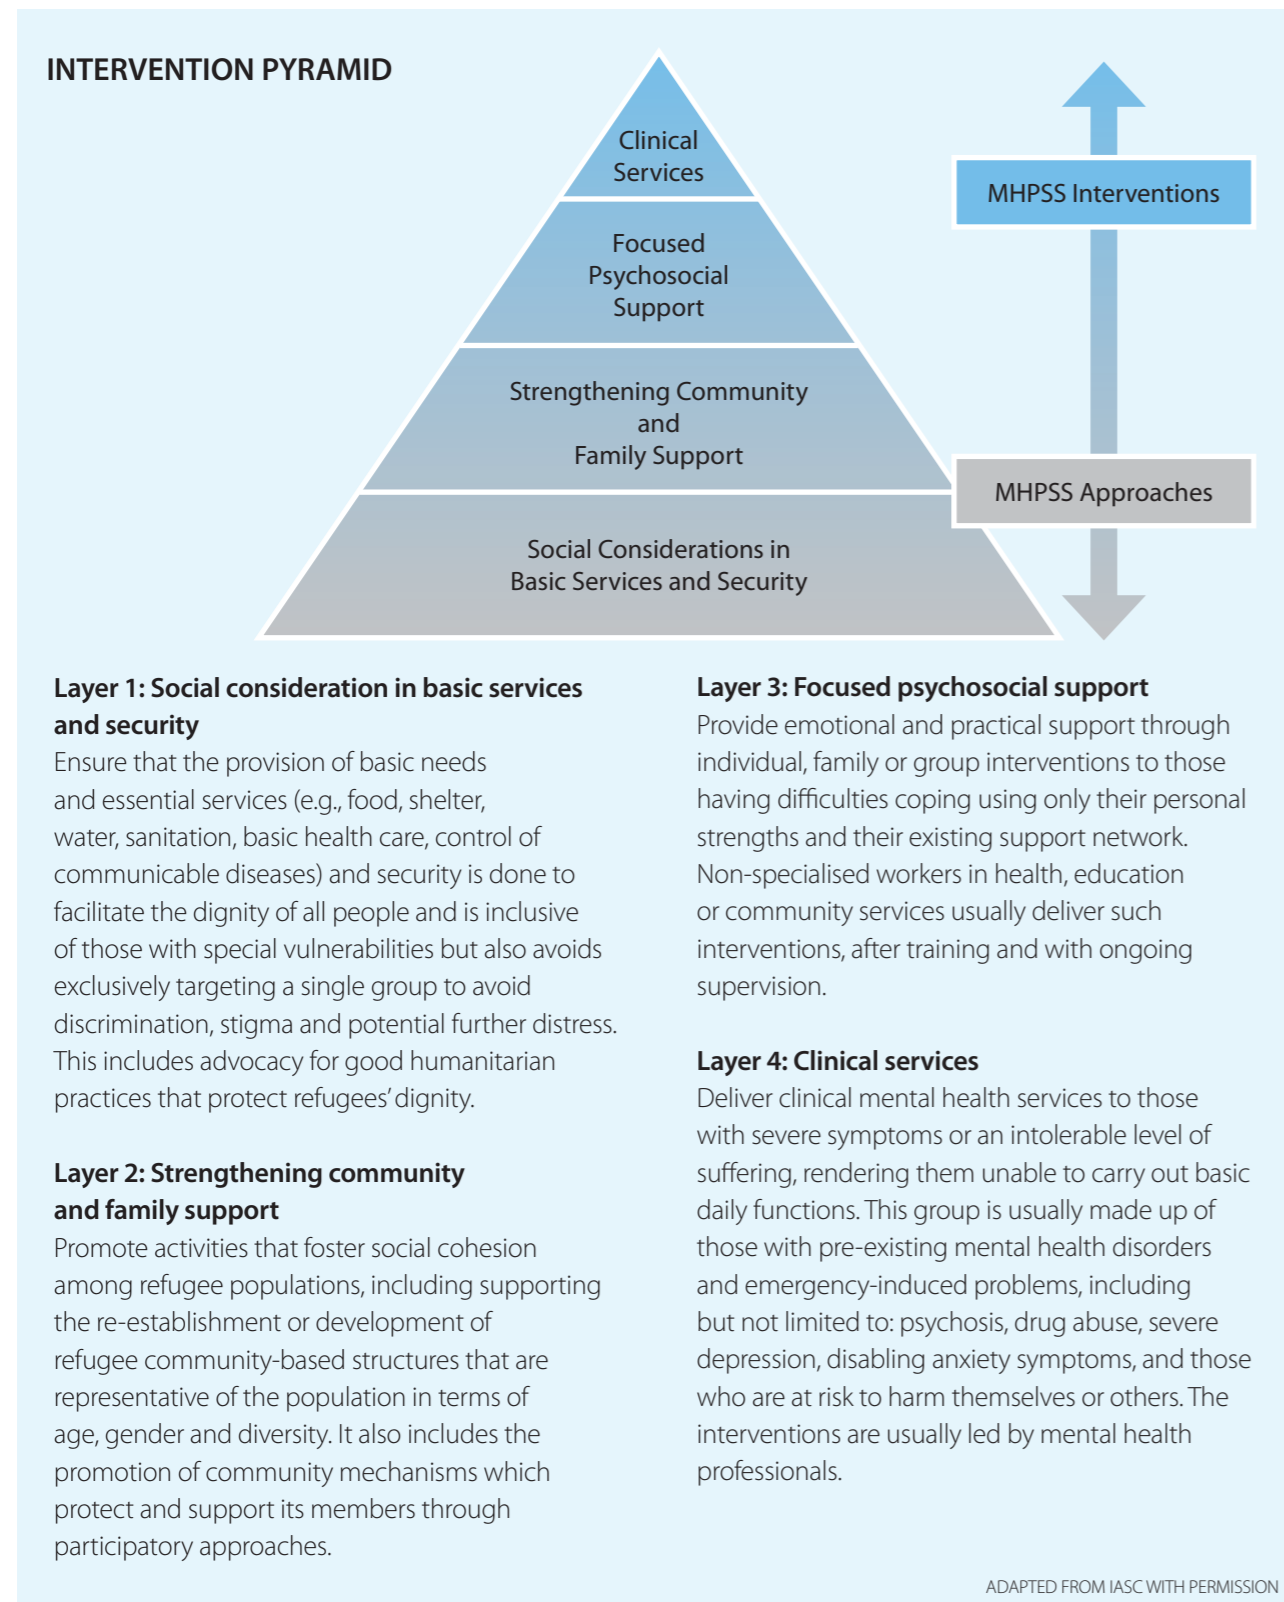 INTERVENTION PYRAMID
Clinical
Services
Focused
Psychosocial
Support
Strengthening Community
and
Family Support
Social Considerations in
Basic Services and Security
MHPSS Interventions
MHPSS Approaches
Layer 1: Social consideration in basic services
and security
Ensure that the provision of basic needs
and essential services (e.g., food, shelter,
water, sanitation, basic health care, control of
communicable diseases) and security is done to
facilitate the dignity of all people and is inclusive
of those with special vulnerabilities but also avoids
exclusively targeting a single group to avoid
discrimination, stigma and potential further distress.
This includes advocacy for good humanitarian
practices that protect refugees’ dignity.
Layer 2: Strengthening community
and family support
Promote activities that foster social cohesion
among refugee populations, including supporting
the re-establishment or development of
refugee community-based structures that are
representative of the population in terms of
age, gender and diversity. It also includes the
promotion of community mechanisms which
protect and support its members through
participatory approaches.
Layer 3: Focused psychosocial support
Provide emotional and practical support through
individual, family or group interventions to those
having difficulties coping using only their personal
strengths and their existing support network.
Non-specialised workers in health, education
or community services usually deliver such
interventions, after training and with ongoing
supervision.
Layer 4: Clinical services
Deliver clinical mental health services to those
with severe symptoms or an intolerable level of
suffering, rendering them unable to carry out basic
daily functions. This group is usually made up of
those with pre-existing mental health disorders
and emergency-induced problems, including
but not limited to: psychosis, drug abuse, severe
depression, disabling anxiety symptoms, and those
who are at risk to harm themselves or others. The
interventions are usually led by mental health
professionals.
ADAPTED FROM IASC WITH PERMISSION